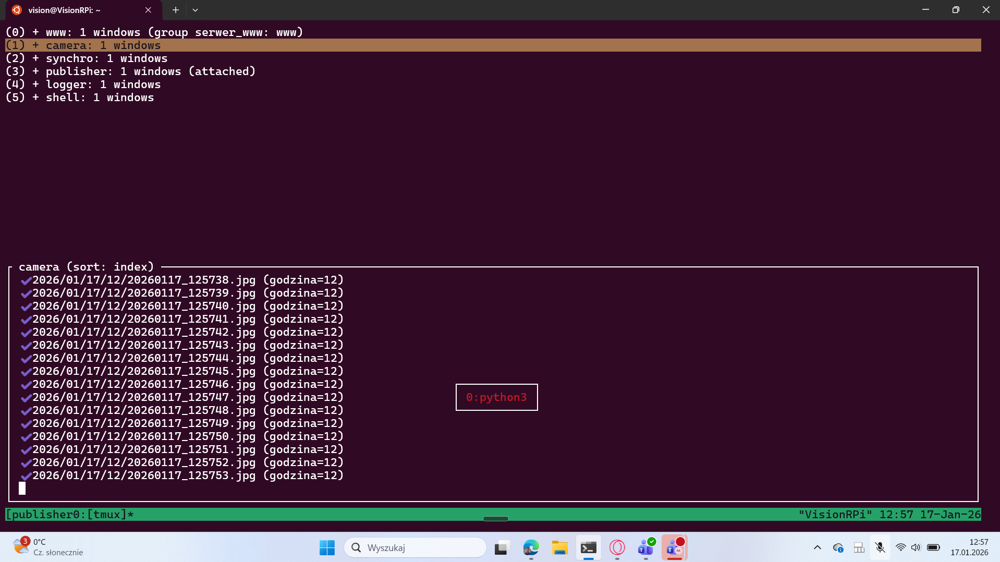 vision@VisionRPi: ~
(0) + www: 1 windows (group serwer_www: www)
(1) + camera: 1 windows
(2) + synchro: 1 windows
(3) + publisher: 1 windows (attached)
(4) + logger: 1 windows
(5) + shell: 1 windows
camera (sort: index)
✓2026/01/17/12/20260117_125738.jpg (godzina=12)
✓2026/01/17/12/20260117_125739.jpg (godzina=12)
✓2026/01/17/12/20260117_125740.jpg (godzina=12)
✓2026/01/17/12/20260117_125741.jpg (godzina=12)
✓2026/01/17/12/20260117_125742.jpg (godzina=12)
✓2026/01/17/12/20260117_125743.jpg (godzina=12)
✓2026/01/17/12/20260117_125744.jpg (godzina=12)
✓2026/01/17/12/20260117_125745.jpg (godzina=12)
✓2026/01/17/12/20260117_125746.jpg (godzina=12)
✓2026/01/17/12/20260117_125747.jpg (godzina=12)
0:python3
✓2026/01/17/12/20260117_125748.jpg (godzina=12)
✓2026/01/17/12/20260117_125749.jpg (godzina=12)
✓2026/01/17/12/20260117_125750.jpg (godzina=12)
✓2026/01/17/12/20260117_125751.jpg (godzina=12)
✓2026/01/17/12/20260117_125752.jpg (godzina=12)
✓2026/01/17/12/20260117_125753.jpg (godzina=12)
[publisher0:[tmux]* "VisionRPi" 12:57 17-Jan-26
3
0°C
Cz. słonecznie
Wyszukaj
T
T
AK
12:57
17.01.2026